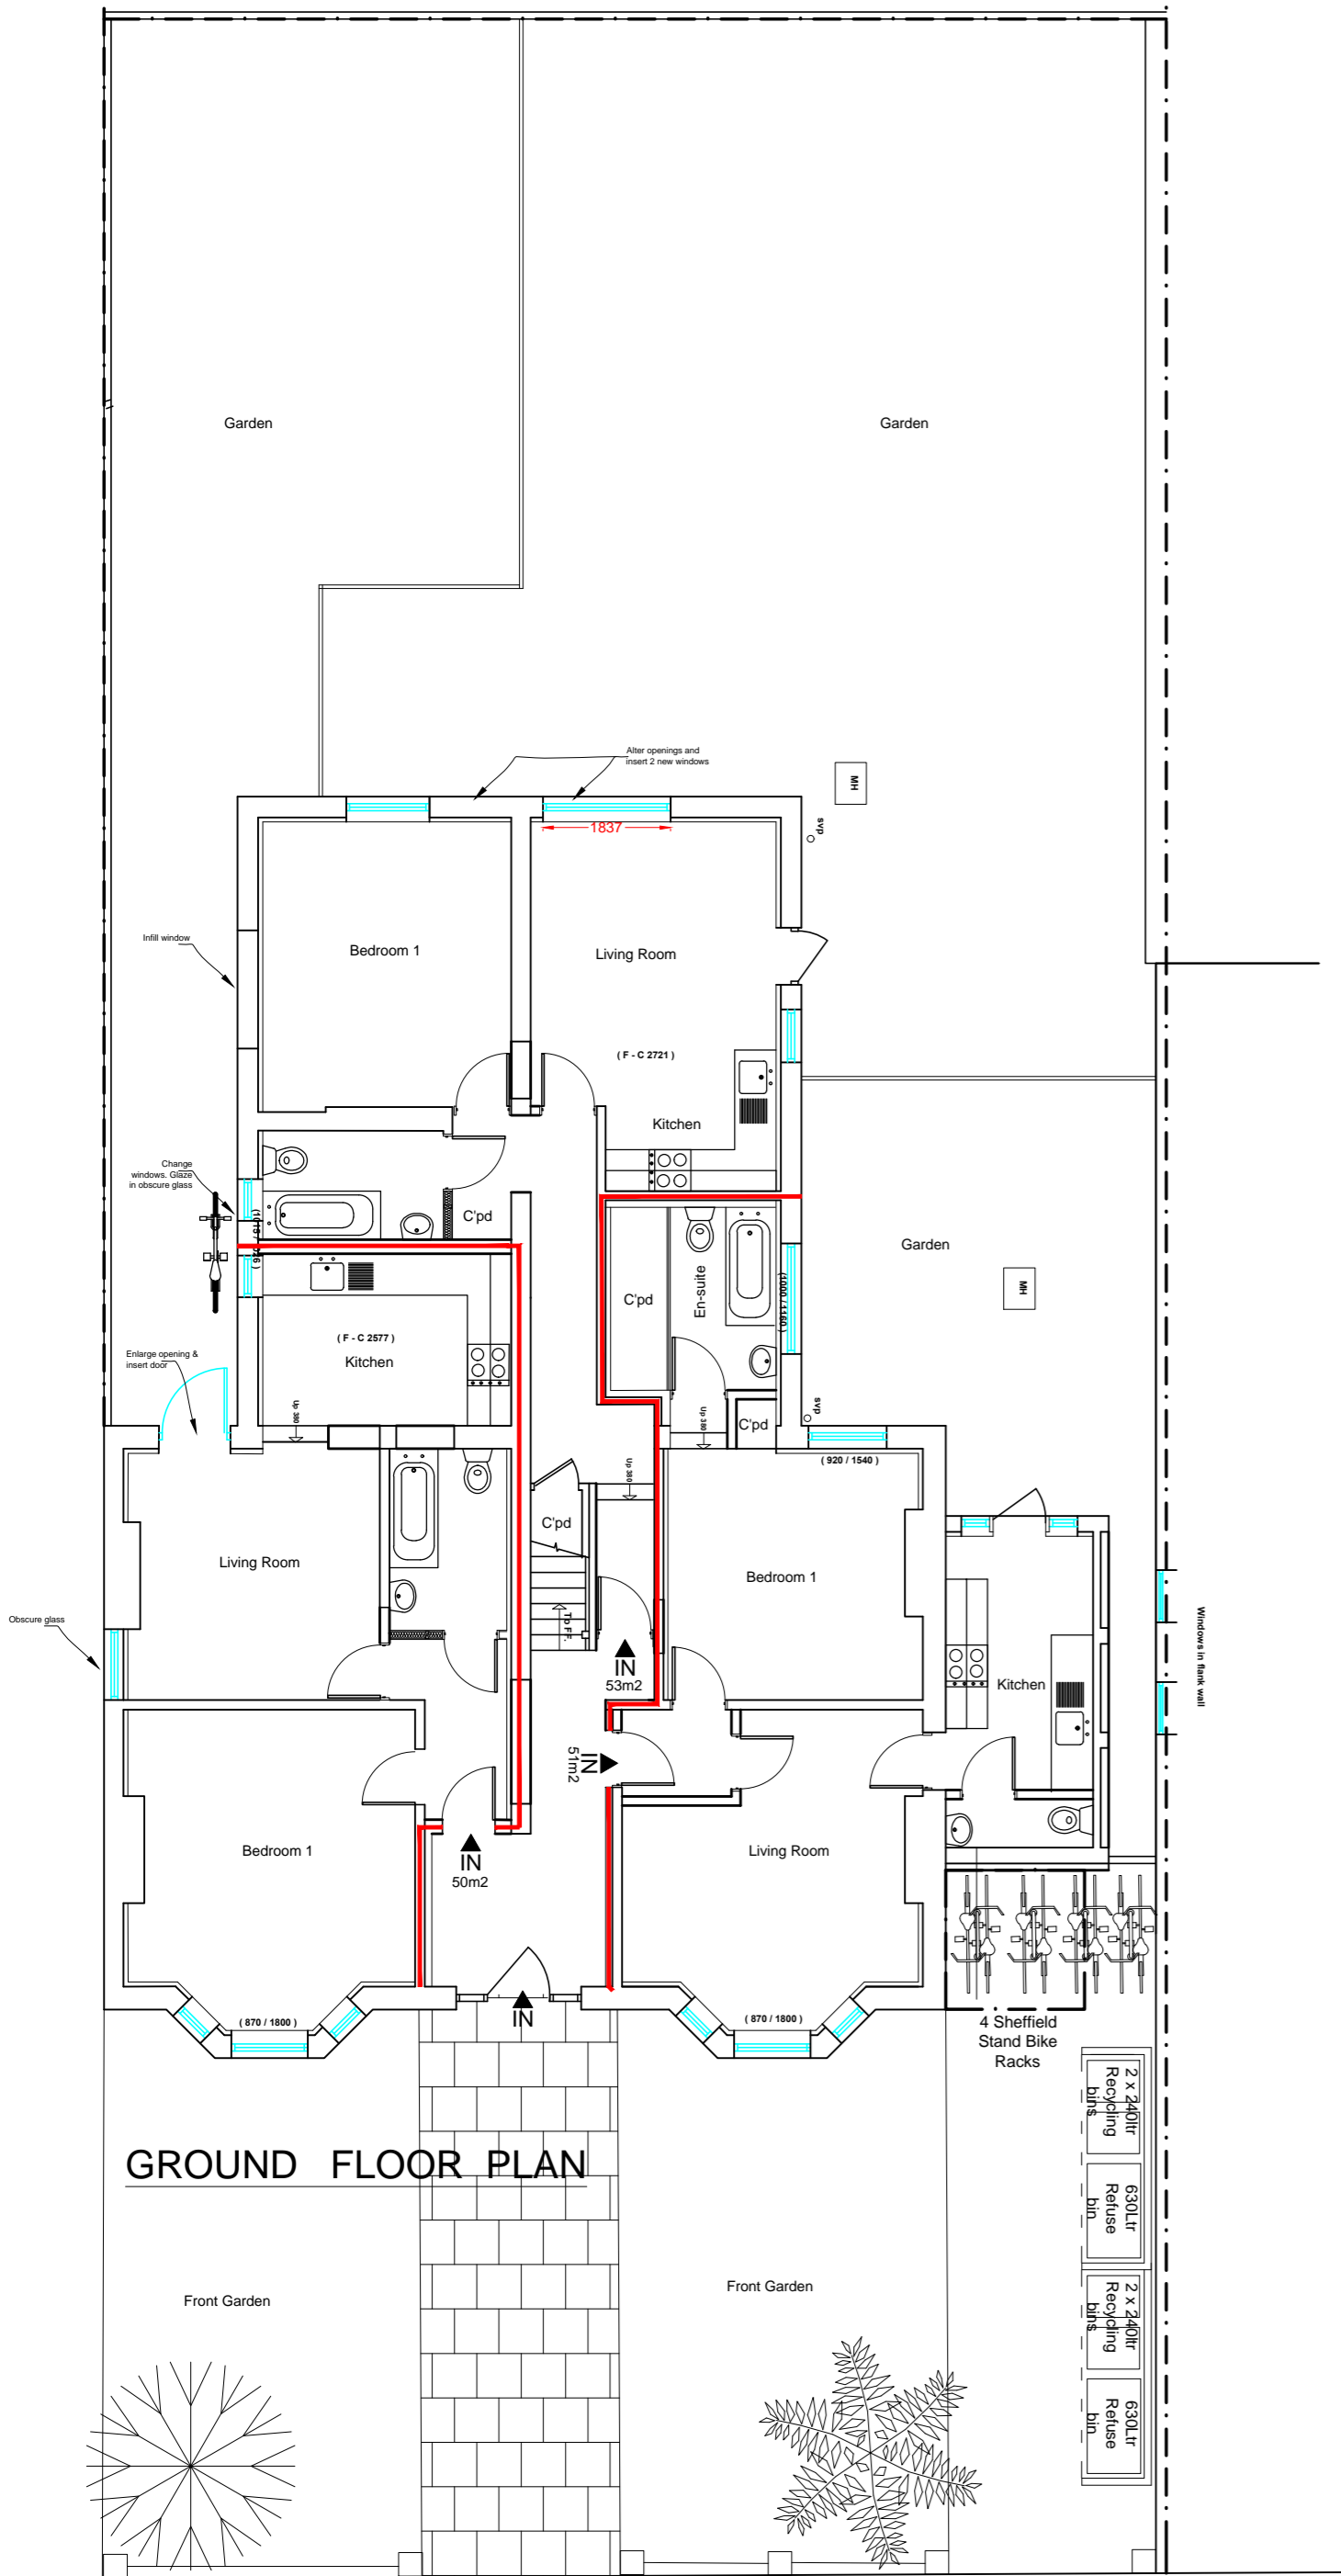 Garden
Garden
Alter openings and
insert 2 new windows
MH
svp
1837
Infill window
Bedroom 1
Living Room
( F - C 2721 )
Kitchen
Change
windows. Glaze
in obscure glass
C'pd
Garden
MH
C'pd
En-suite
(1000 / 1160 )
( F - C 2577 )
Kitchen
Enlarge opening &
insert door
Up 380
Up 380
C'pd
svp
( 920 / 1540 )
Up 380
C'pd
Living Room
Bedroom 1
To FF.
Obscure glass
Windows in flank wall
IN
53m2
Kitchen
IN
51m2
Bedroom 1
Living Room
IN
50m2
IN
( 870 / 1800 )
( 870 / 1800 )
4 Sheffield
Stand Bike
Racks
2 x 240ltr
Recycling
bins
GROUND FLOOR PLAN
630Ltr
Refuse
bin
Front Garden
Front Garden
2 x 240ltr
Recycling
bins
630Ltr
Refuse
bin